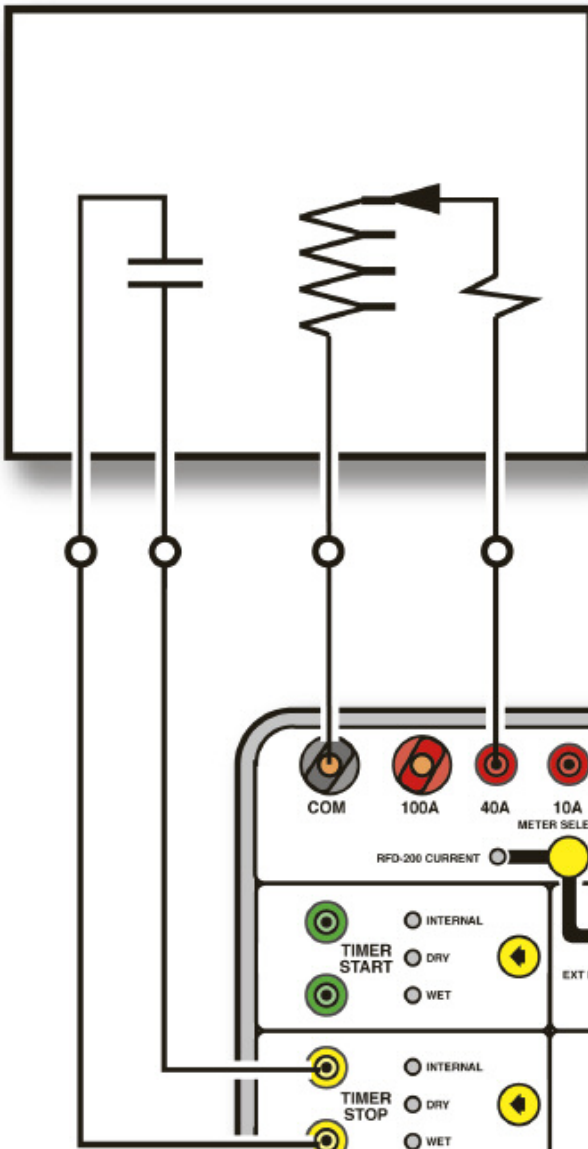 COM 100A 40A 10A
METER SELE
RFD-200 CURRENT
INTERNAL
TIMER START
DRY
WET
EXT
INTERNAL
TIMER STOP
DRY
WET